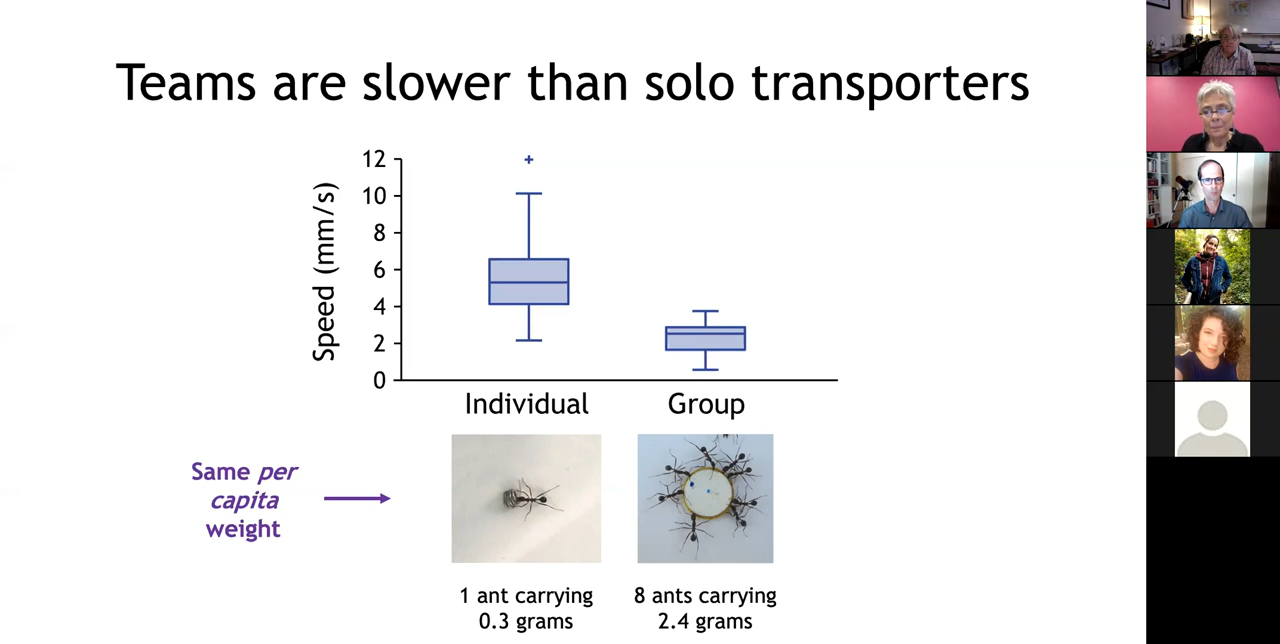 Teams are slower than solo transporters
12
10
8
6
4
2
0
Speed (mm/s)
Individual
Group
Same per
capita
weight
1 ant carrying
0.3 grams
8 ants carrying
2.4 grams